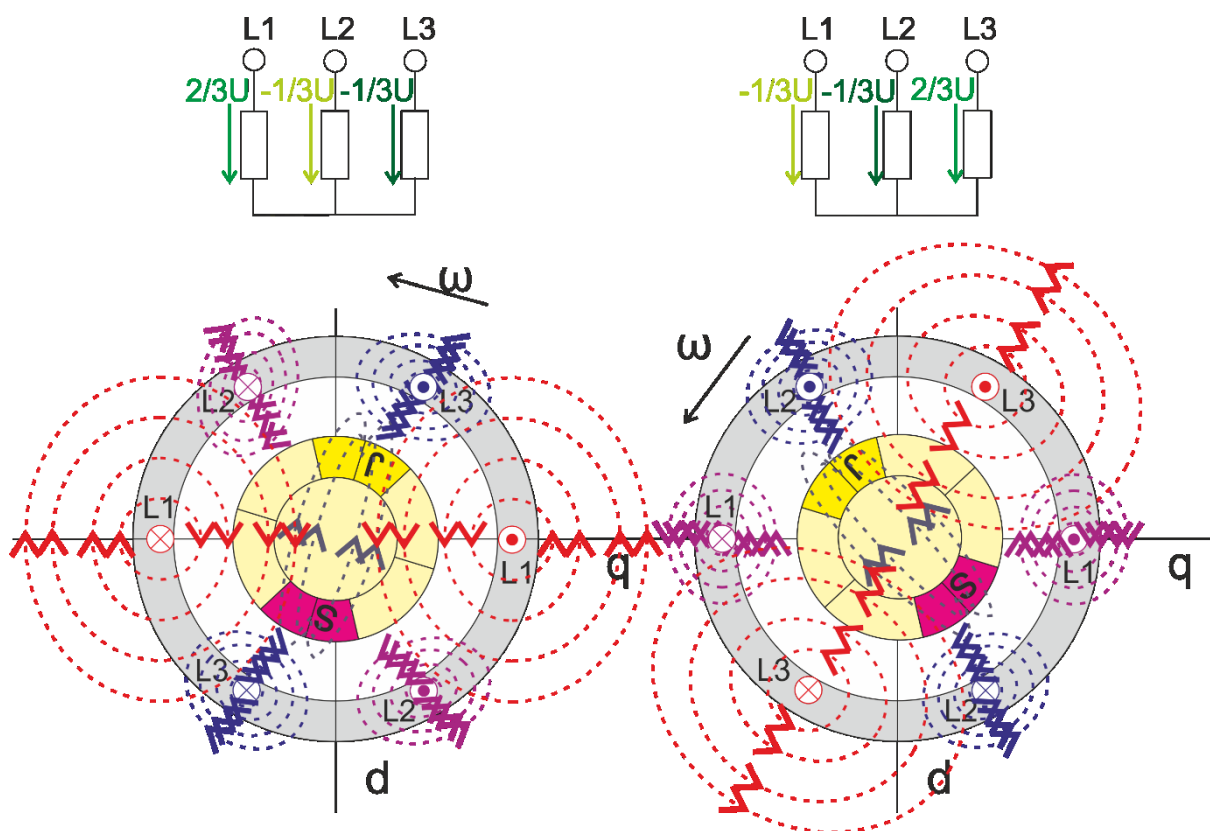 L1 L2 L3
2/3U -1/3U -1/3U
L1 L2 L3
-1/3U -1/3U 2/3U
ω
L2 L3
J
L1 L1
q
S
L3 L2
d
ω
L2 L3
J
L1 L1
q
S
L3 L2
d